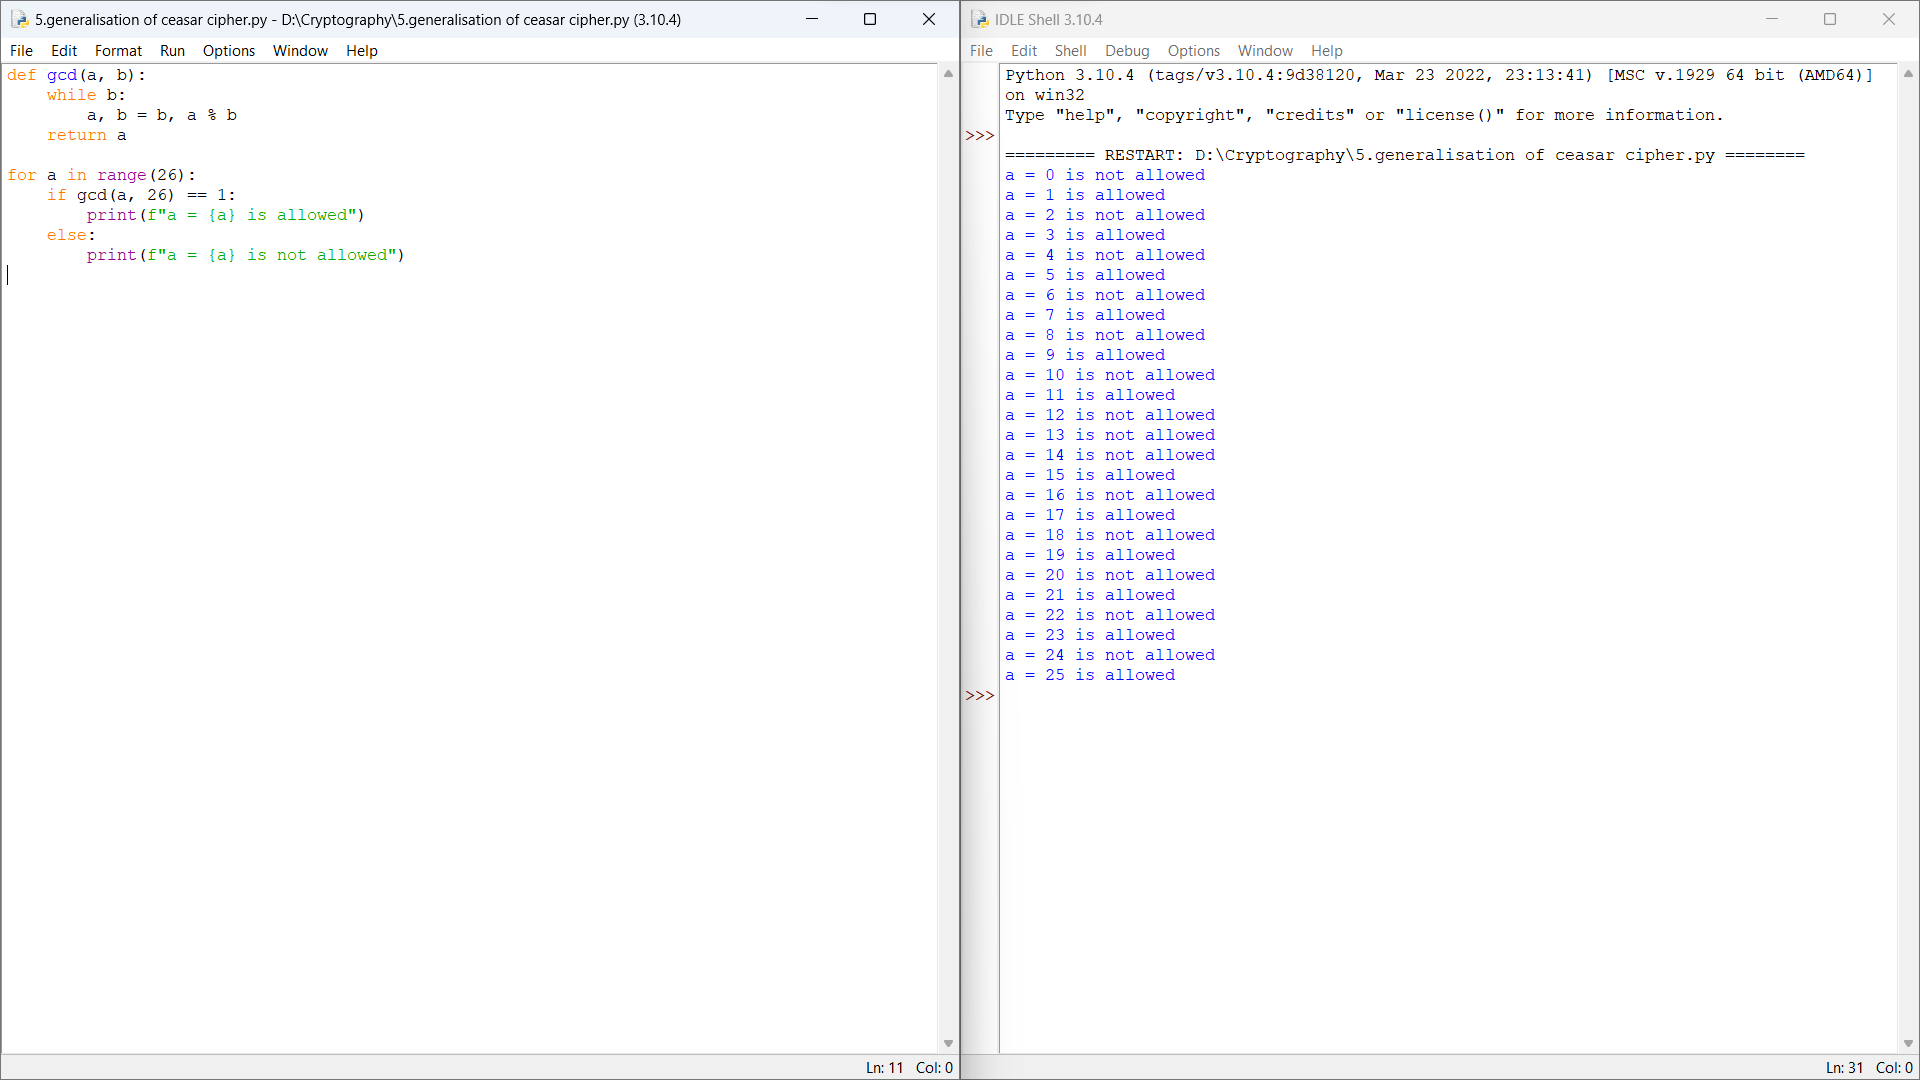 5.generalisation of ceasar cipher.py - D:\Cryptography\5.generalisation of ceasar cipher.py (3.10.4)
File Edit Format Run Options Window Help
def gcd(a, b):
    while b:
        a, b = b, a % b
    return a

for a in range(26):
    if gcd(a, 26) == 1:
        print(f"a = {a} is allowed")
    else:
        print(f"a = {a} is not allowed")
Ln: 11 Col: 0
IDLE Shell 3.10.4
File Edit Shell Debug Options Window Help
Python 3.10.4 (tags/v3.10.4:9d38120, Mar 23 2022, 23:13:41) [MSC v.1929 64 bit (AMD64)]
on win32
Type "help", "copyright", "credits" or "license()" for more information.
>>>
========= RESTART: D:\Cryptography\5.generalisation of ceasar cipher.py ========
a = 0 is not allowed
a = 1 is allowed
a = 2 is not allowed
a = 3 is allowed
a = 4 is not allowed
a = 5 is allowed
a = 6 is not allowed
a = 7 is allowed
a = 8 is not allowed
a = 9 is allowed
a = 10 is not allowed
a = 11 is allowed
a = 12 is not allowed
a = 13 is not allowed
a = 14 is not allowed
a = 15 is allowed
a = 16 is not allowed
a = 17 is allowed
a = 18 is not allowed
a = 19 is allowed
a = 20 is not allowed
a = 21 is allowed
a = 22 is not allowed
a = 23 is allowed
a = 24 is not allowed
a = 25 is allowed
>>>
Ln: 31 Col: 0